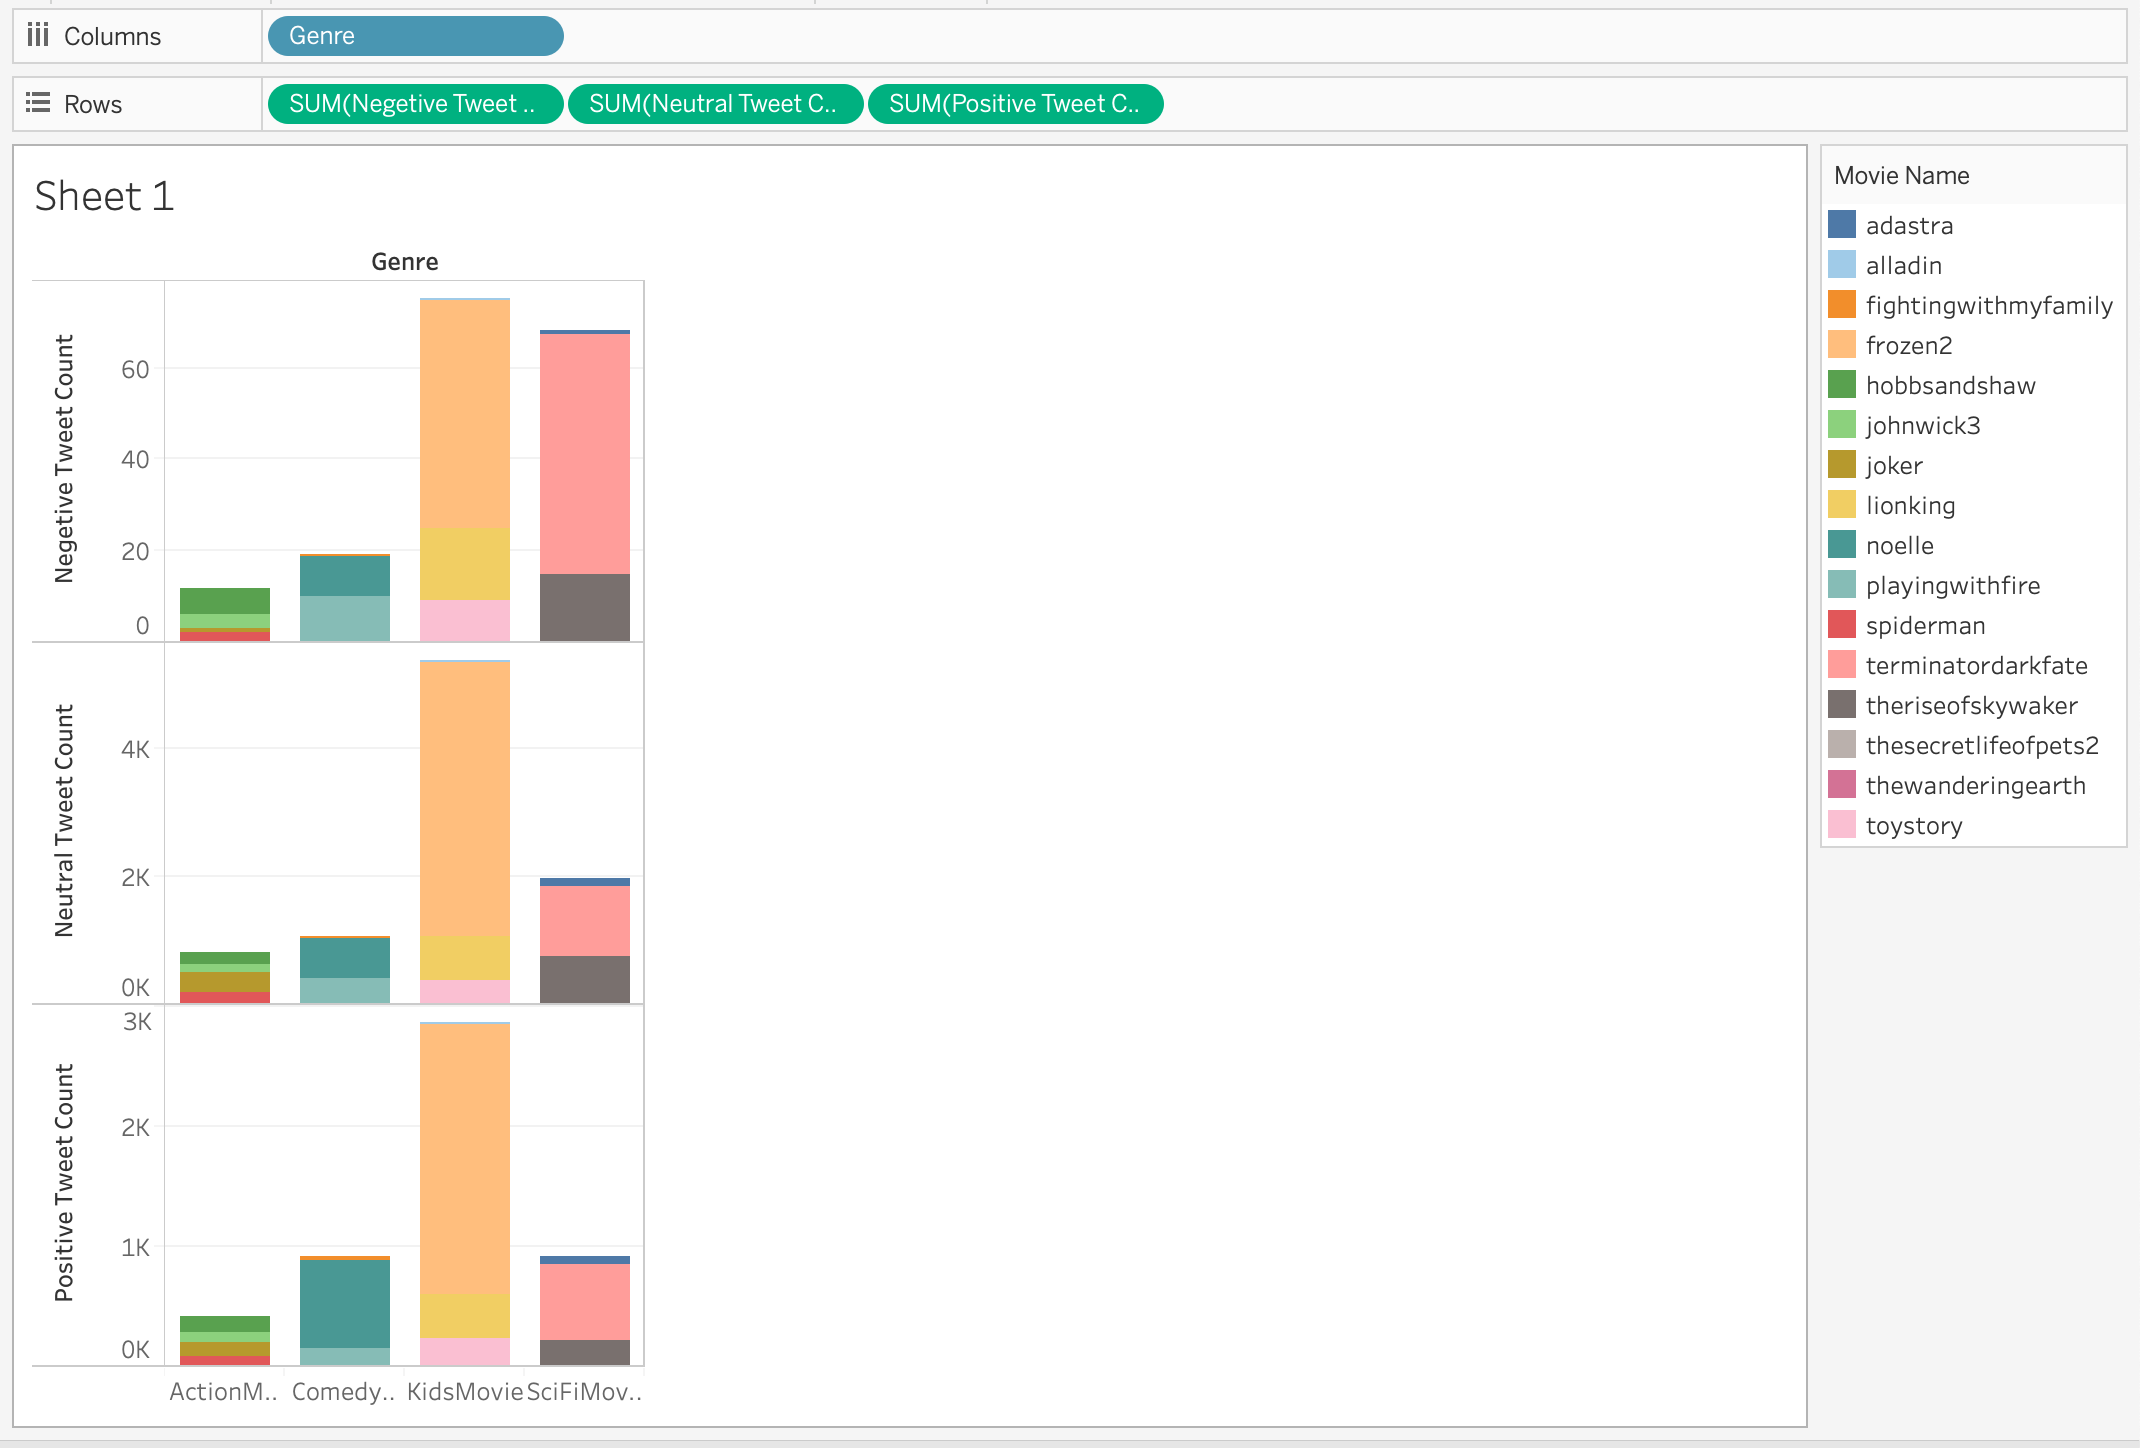 Columns
Genre
Rows
SUM(Negetive Tweet ..
SUM(Neutral Tweet C..
SUM(Positive Tweet C..
Sheet 1
Genre
Negetive Tweet Count
60
40
20
0
Neutral Tweet Count
4K
2K
0K
Positive Tweet Count
3K
2K
1K
0K
ActionM..
Comedy..
KidsMovie
SciFiMov..
Movie Name
adastra
alladin
fightingwithmyfamily
frozen2
hobbsandshaw
johnwick3
joker
lionking
noelle
playingwithfire
spiderman
terminatordarkfate
theriseofskywaker
thesecretlifeofpets2
thewanderingearth
toystory